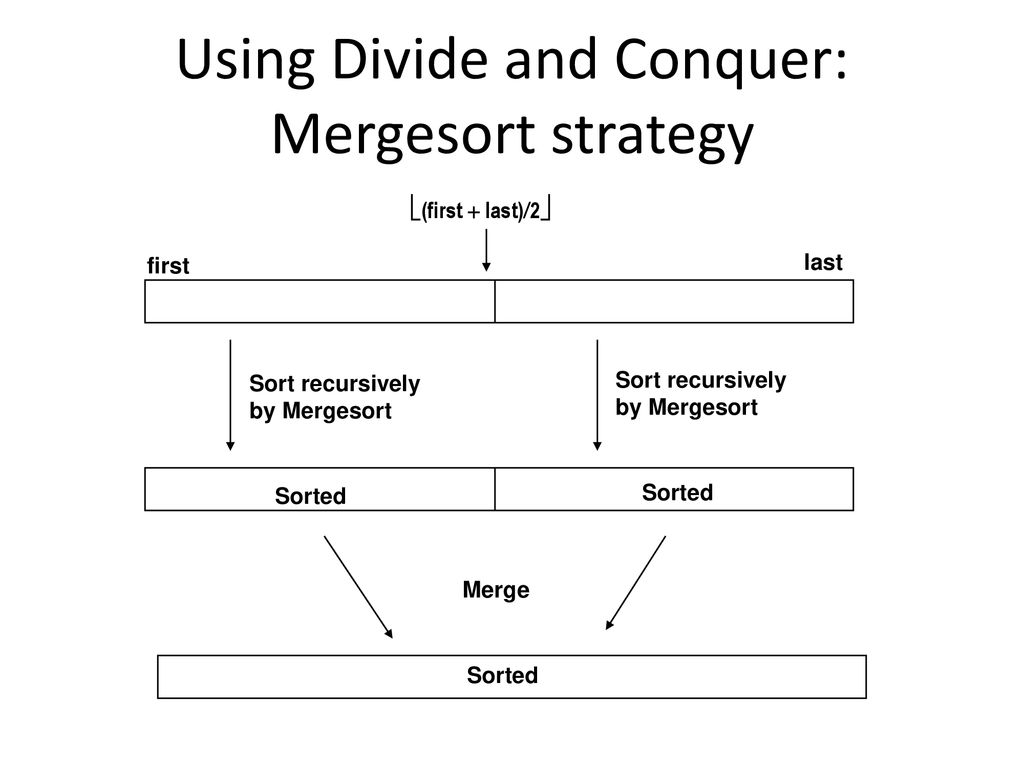 Using Divide and Conquer:
Mergesort strategy
⌊(first + last)/2⌋
first
last
Sort recursively
by Mergesort
Sort recursively
by Mergesort
Sorted
Sorted
Merge
Sorted